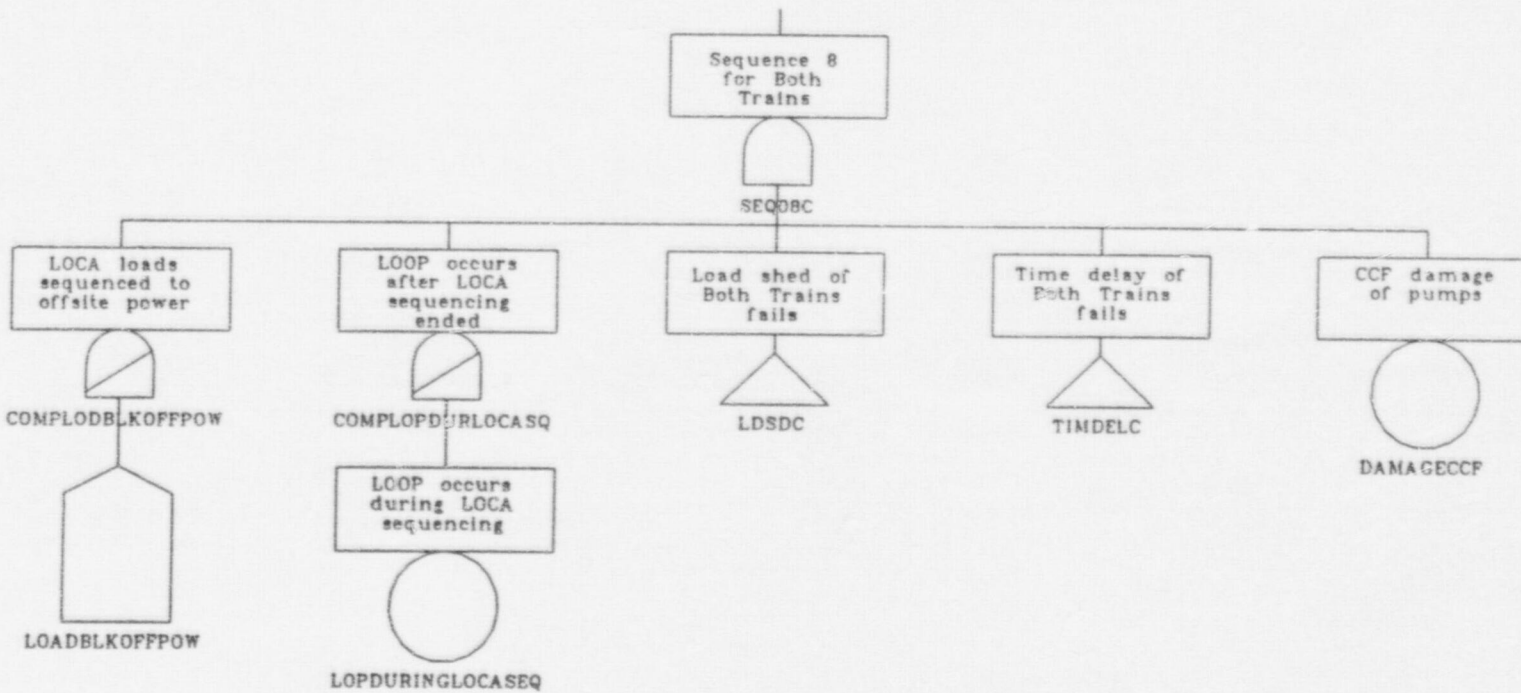 Sequence 8
for Both
Trains
SEQ08C
LOCA loads
sequenced to
offsite power
COMPLODBLKOFFPOW
LOADBLKOFFPOW
LOOP occurs
after LOCA
sequencing
ended
COMPLOPDURLOCASQ
LOOP occurs
during LOCA
sequencing
LOPDURINGLOCASEQ
Load shed of
Both Trains
fails
LDSDC
Time delay of
Both Trains
fails
TIMDELC
CCF damage
of pumps
DAMAGECCF